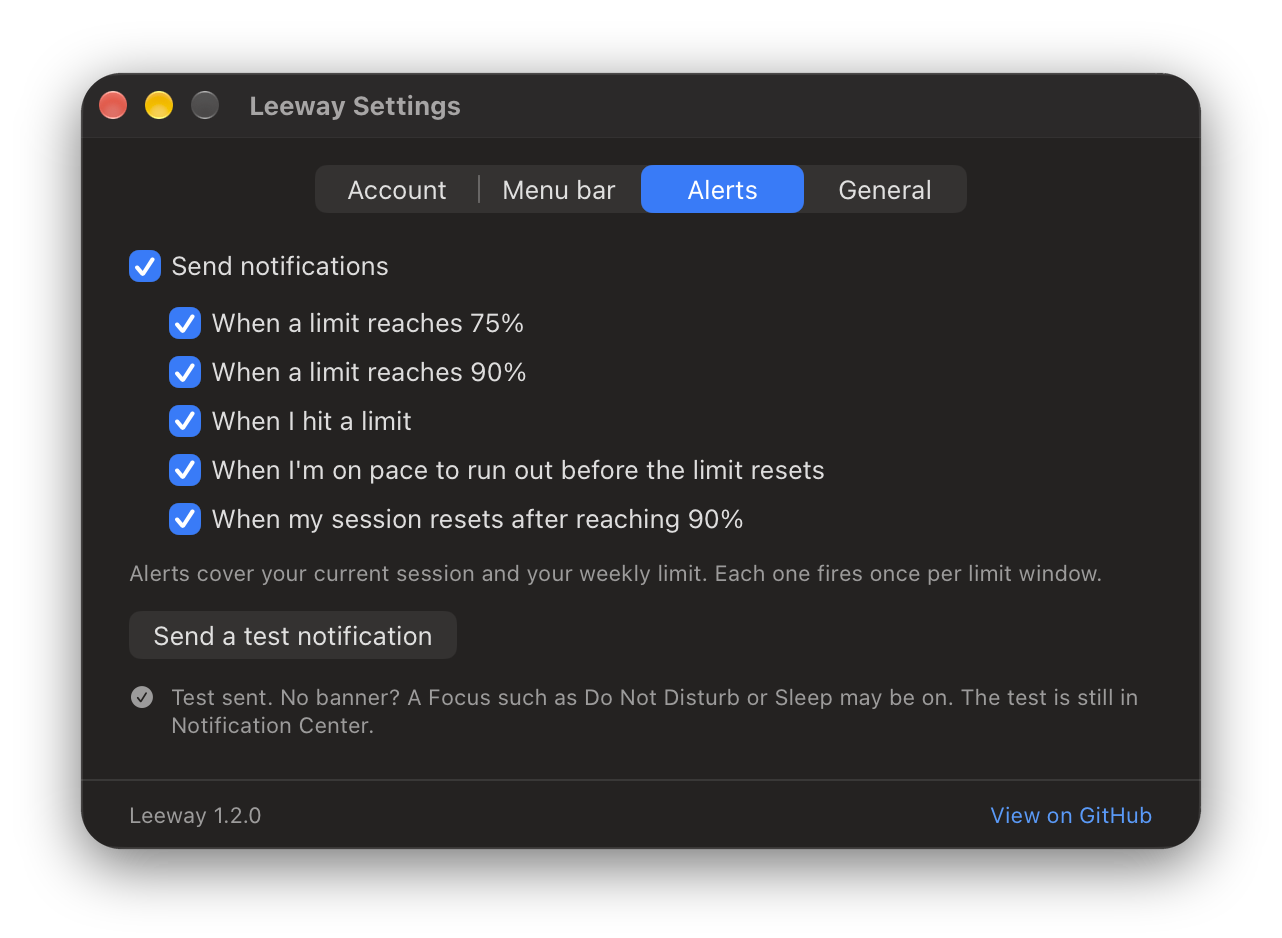 Leeway Settings
Account
Menu bar
Alerts
General
Send notifications
When a limit reaches 75%
When a limit reaches 90%
When I hit a limit
When I'm on pace to run out before the limit resets
When my session resets after reaching 90%
Alerts cover your current session and your weekly limit. Each one fires once per limit window.
Send a test notification
Test sent. No banner? A Focus such as Do Not Disturb or Sleep may be on. The test is still in
Notification Center.
Leeway 1.2.0
View on GitHub